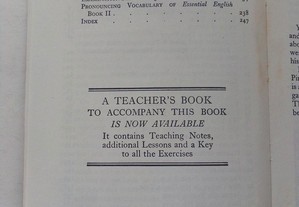 PRONOUNCING VOCABULARY OF Essential English
BOOK II . . . . . . . 238
INDEX . . . . . . . . 247
A TEACHER'S BOOK
TO ACCOMPANY THIS BOOK
IS NOW AVAILABLE
It contains Teaching Notes,
additional Lessons and a Key
to all the Exercises